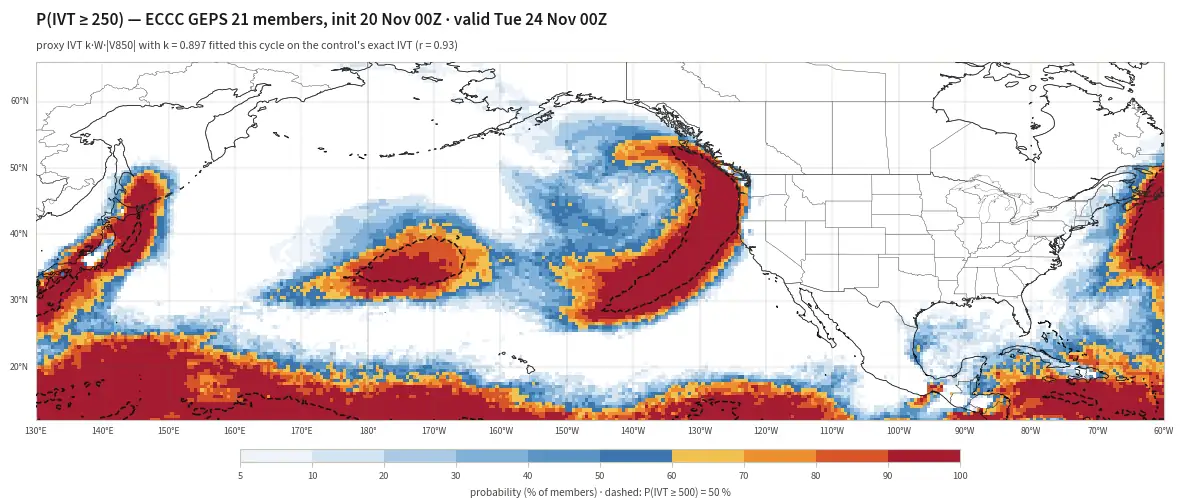 P(IVT ≥ 250) — ECCC GEPS 21 members, init 20 Nov 00Z · valid Tue 24 Nov 00Z
proxy IVT k·W·|V850| with k = 0.897 fitted this cycle on the control's exact IVT (r = 0.93)
60°N
50°N
40°N
30°N
20°N
130°E 140°E 150°E 160°E 170°E 180° 170°W 160°W 150°W 140°W 130°W 120°W 110°W 100°W 90°W 80°W 70°W 60°W
5 10 20 30 40 50 60 70 80 90 100
probability (% of members) · dashed: P(IVT ≥ 500) = 50 %